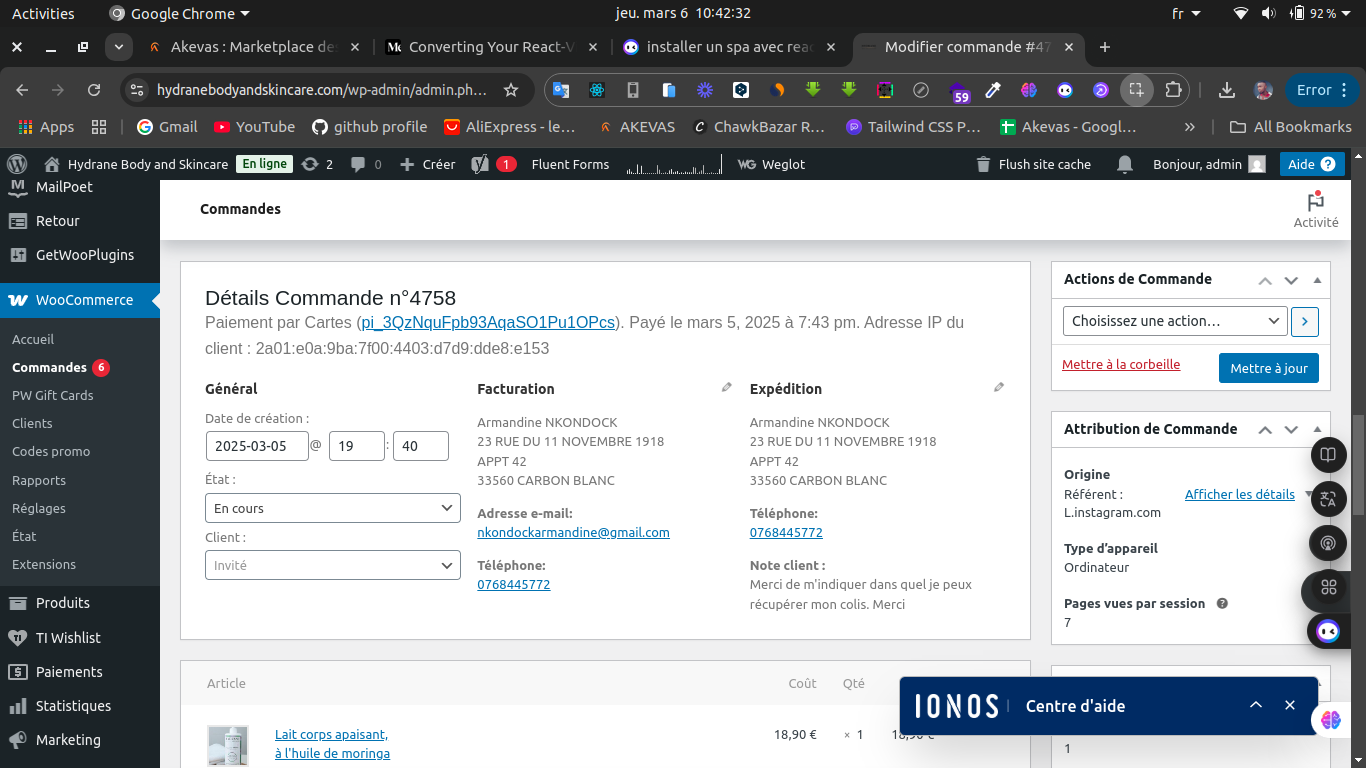 Activities
Google Chrome
jeu. mars 6 10:42:32
fr
92 %
Akevas : Marketplace de
Converting Your React-V
installer un spa avec reac
Modifier commande #47
hydranebodyandskincare.com/wp-admin/admin.ph…
59
Error
Apps
Gmail
YouTube
github profile
AliExpress - le…
AKEVAS
ChawkBazar R…
Tailwind CSS P…
Akevas - Googl…
»
All Bookmarks
Hydrane Body and Skincare
En ligne
2
0
Créer
1
Fluent Forms
WG Weglot
Flush site cache
Bonjour, admin
Aide ?
MailPoet
Retour
GetWooPlugins
WooCommerce
Accueil
Commandes 6
PW Gift Cards
Clients
Codes promo
Rapports
Réglages
État
Extensions
Produits
TI Wishlist
Paiements
Statistiques
Marketing
Commandes
Activité
Détails Commande n°4758
Paiement par Cartes (pi_3QzNquFpb93AqaSO1Pu1OPcs). Payé le mars 5, 2025 à 7:43 pm. Adresse IP du
client : 2a01:e0a:9ba:7f00:4403:d7d9:dde8:e153
Général
Date de création :
2025-03-05 @ 19 : 40
État :
En cours
Client :
Invité
Facturation
Armandine NKONDOCK
23 RUE DU 11 NOVEMBRE 1918
APPT 42
33560 CARBON BLANC
Adresse e-mail:
nkondockarmandine@gmail.com
Téléphone:
0768445772
Expédition
Armandine NKONDOCK
23 RUE DU 11 NOVEMBRE 1918
APPT 42
33560 CARBON BLANC
Téléphone:
0768445772
Note client :
Merci de m'indiquer dans quel je peux
récupérer mon colis. Merci
Article
Coût
Qté
Lait corps apaisant,
à l'huile de moringa
18,90 €
× 1
18,90 €
Actions de Commande
Choisissez une action…
Mettre à la corbeille
Mettre à jour
Attribution de Commande
Origine
Référent :
L.instagram.com
Afficher les détails
Type d'appareil
Ordinateur
Pages vues par session
7
IONOS
Centre d'aide
1